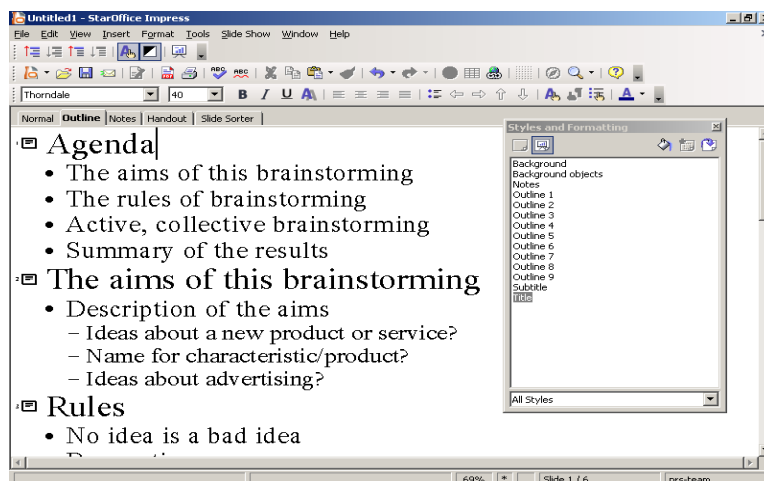 Untitled1 - StarOffice Impress
File Edit View Insert Format Tools Slide Show Window Help
Thorndale 40 B I U A
Normal Outline Notes Handout Slide Sorter
Styles and Formatting
Background
Background objects
Notes
Outline 1
Outline 2
Outline 3
Outline 4
Outline 5
Outline 6
Outline 7
Outline 8
Outline 9
Subtitle
Title
All Styles
1 Agenda
• The aims of this brainstorming
• The rules of brainstorming
• Active, collective brainstorming
• Summary of the results
2 The aims of this brainstorming
• Description of the aims
– Ideas about a new product or service?
– Name for characteristic/product?
– Ideas about advertising?
3 Rules
• No idea is a bad idea
69% * Slide 1 / 6 prs-team